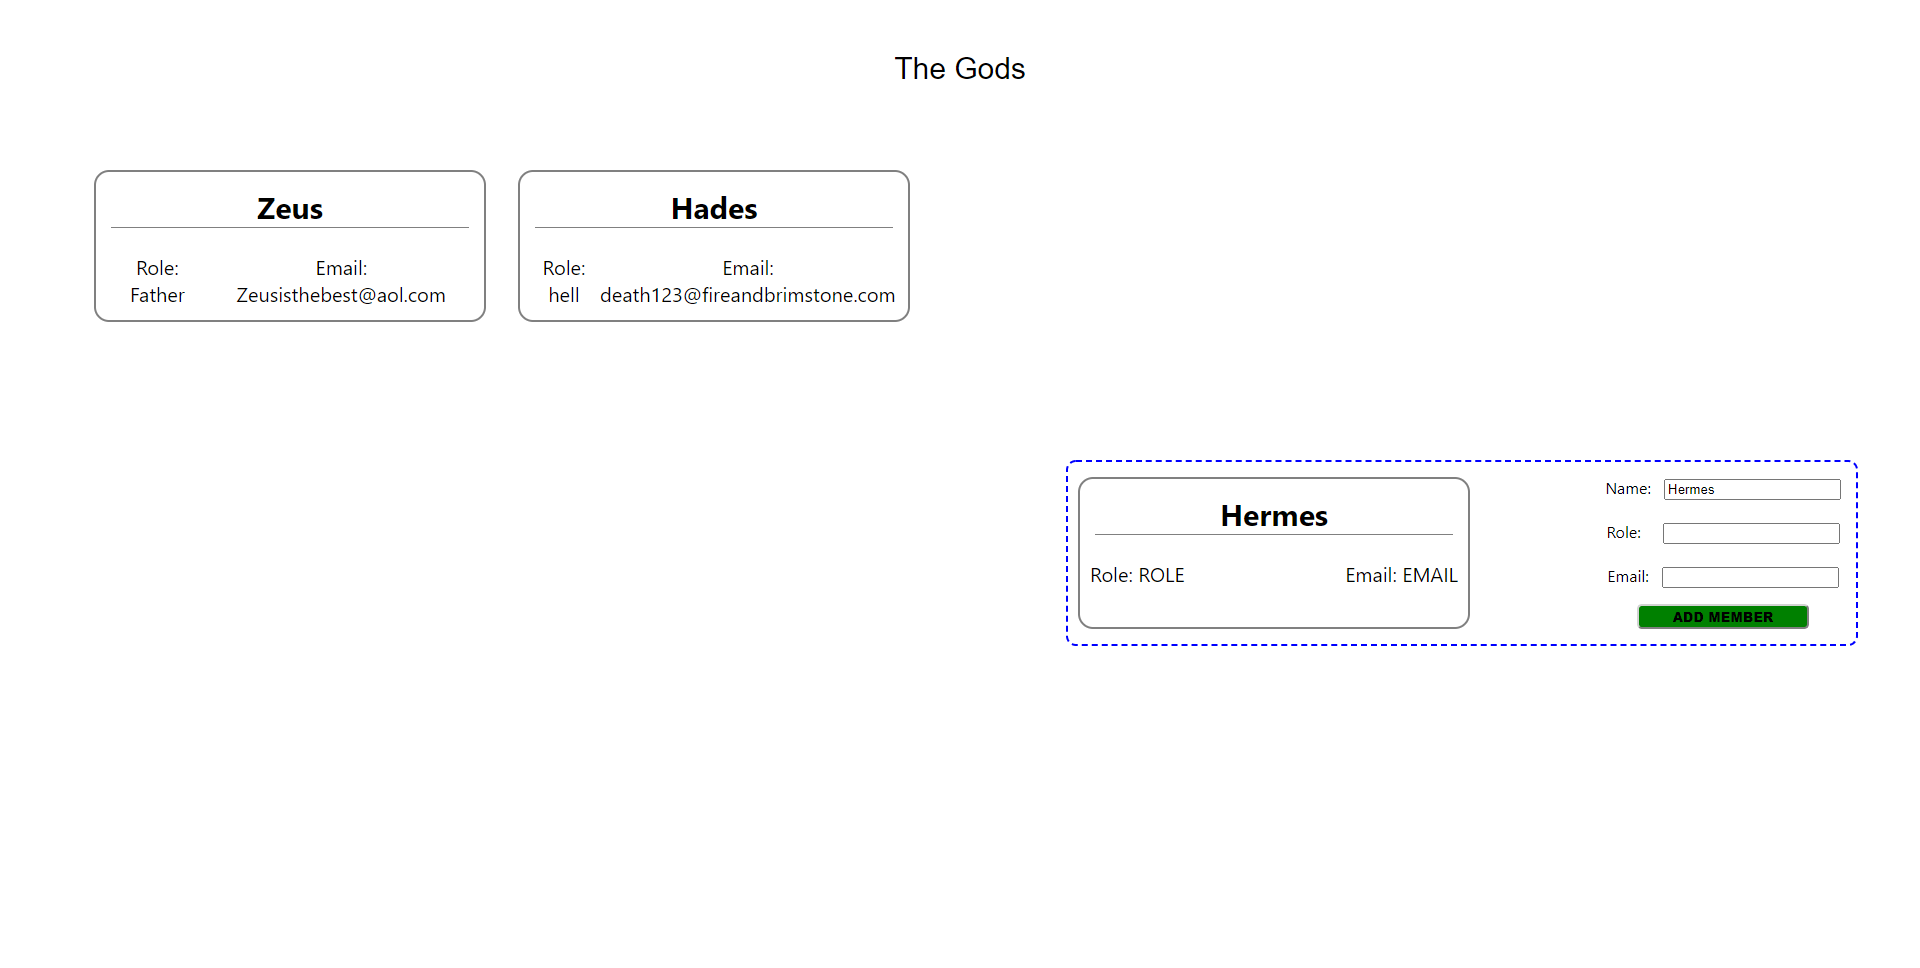 The Gods
Zeus
Role:
Father
Email:
Zeusisthebest@aol.com
Hades
Role:
hell
Email:
death123@fireandbrimstone.com
Hermes
Role: ROLE
Email: EMAIL
Name: Hermes
Role:
Email:
ADD MEMBER